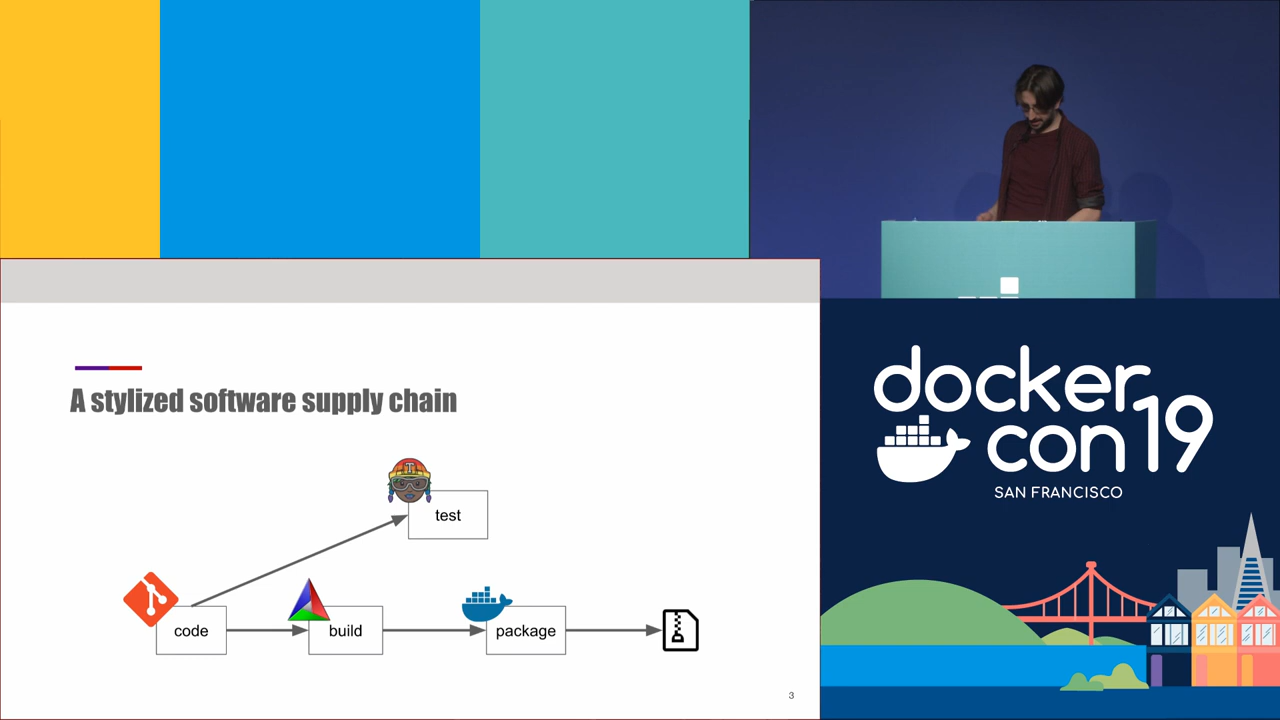 A stylized software supply chain
T
test
code
build
package
3
docker
con19
SAN FRANCISCO